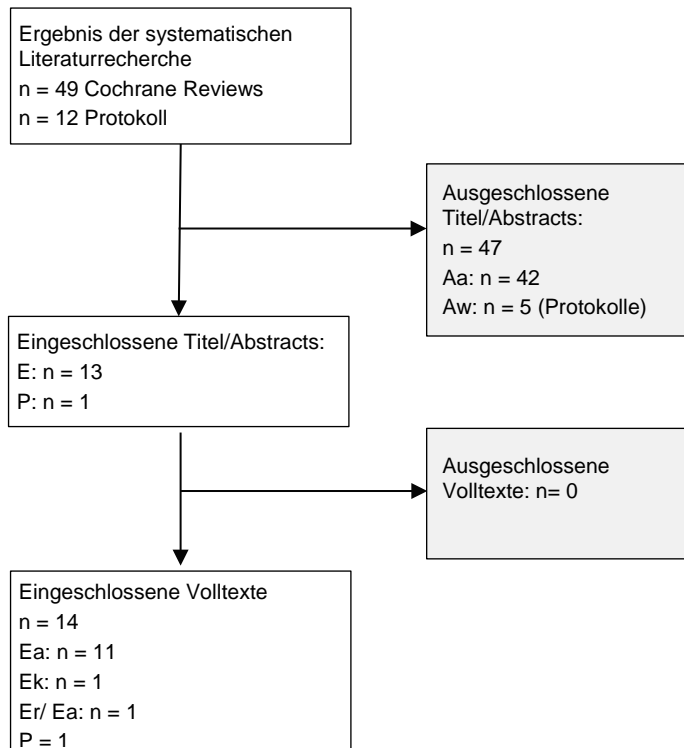 Ergebnis der systematischen
Literaturrecherche
n = 49 Cochrane Reviews
n = 12 Protokoll
Ausgeschlossene
Titel/Abstracts:
n = 47
Aa: n = 42
Aw: n = 5 (Protokolle)
Eingeschlossene Titel/Abstracts:
E: n = 13
P: n = 1
Ausgeschlossene
Volltexte: n= 0
Eingeschlossene Volltexte
n = 14
Ea: n = 11
Ek: n = 1
Er/ Ea: n = 1
P = 1